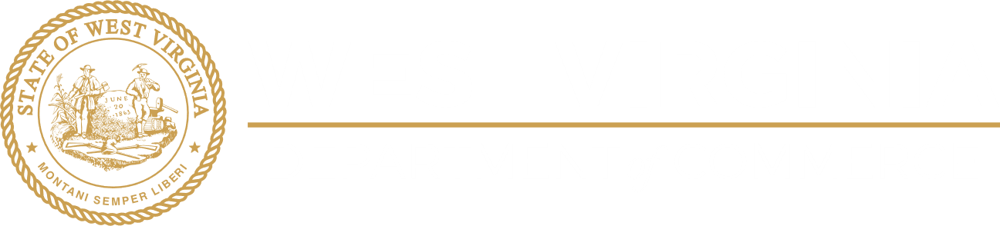 STATE OF WEST VIRGINIA
JUNE
20
1863
MONTANI SEMPER LIBERI